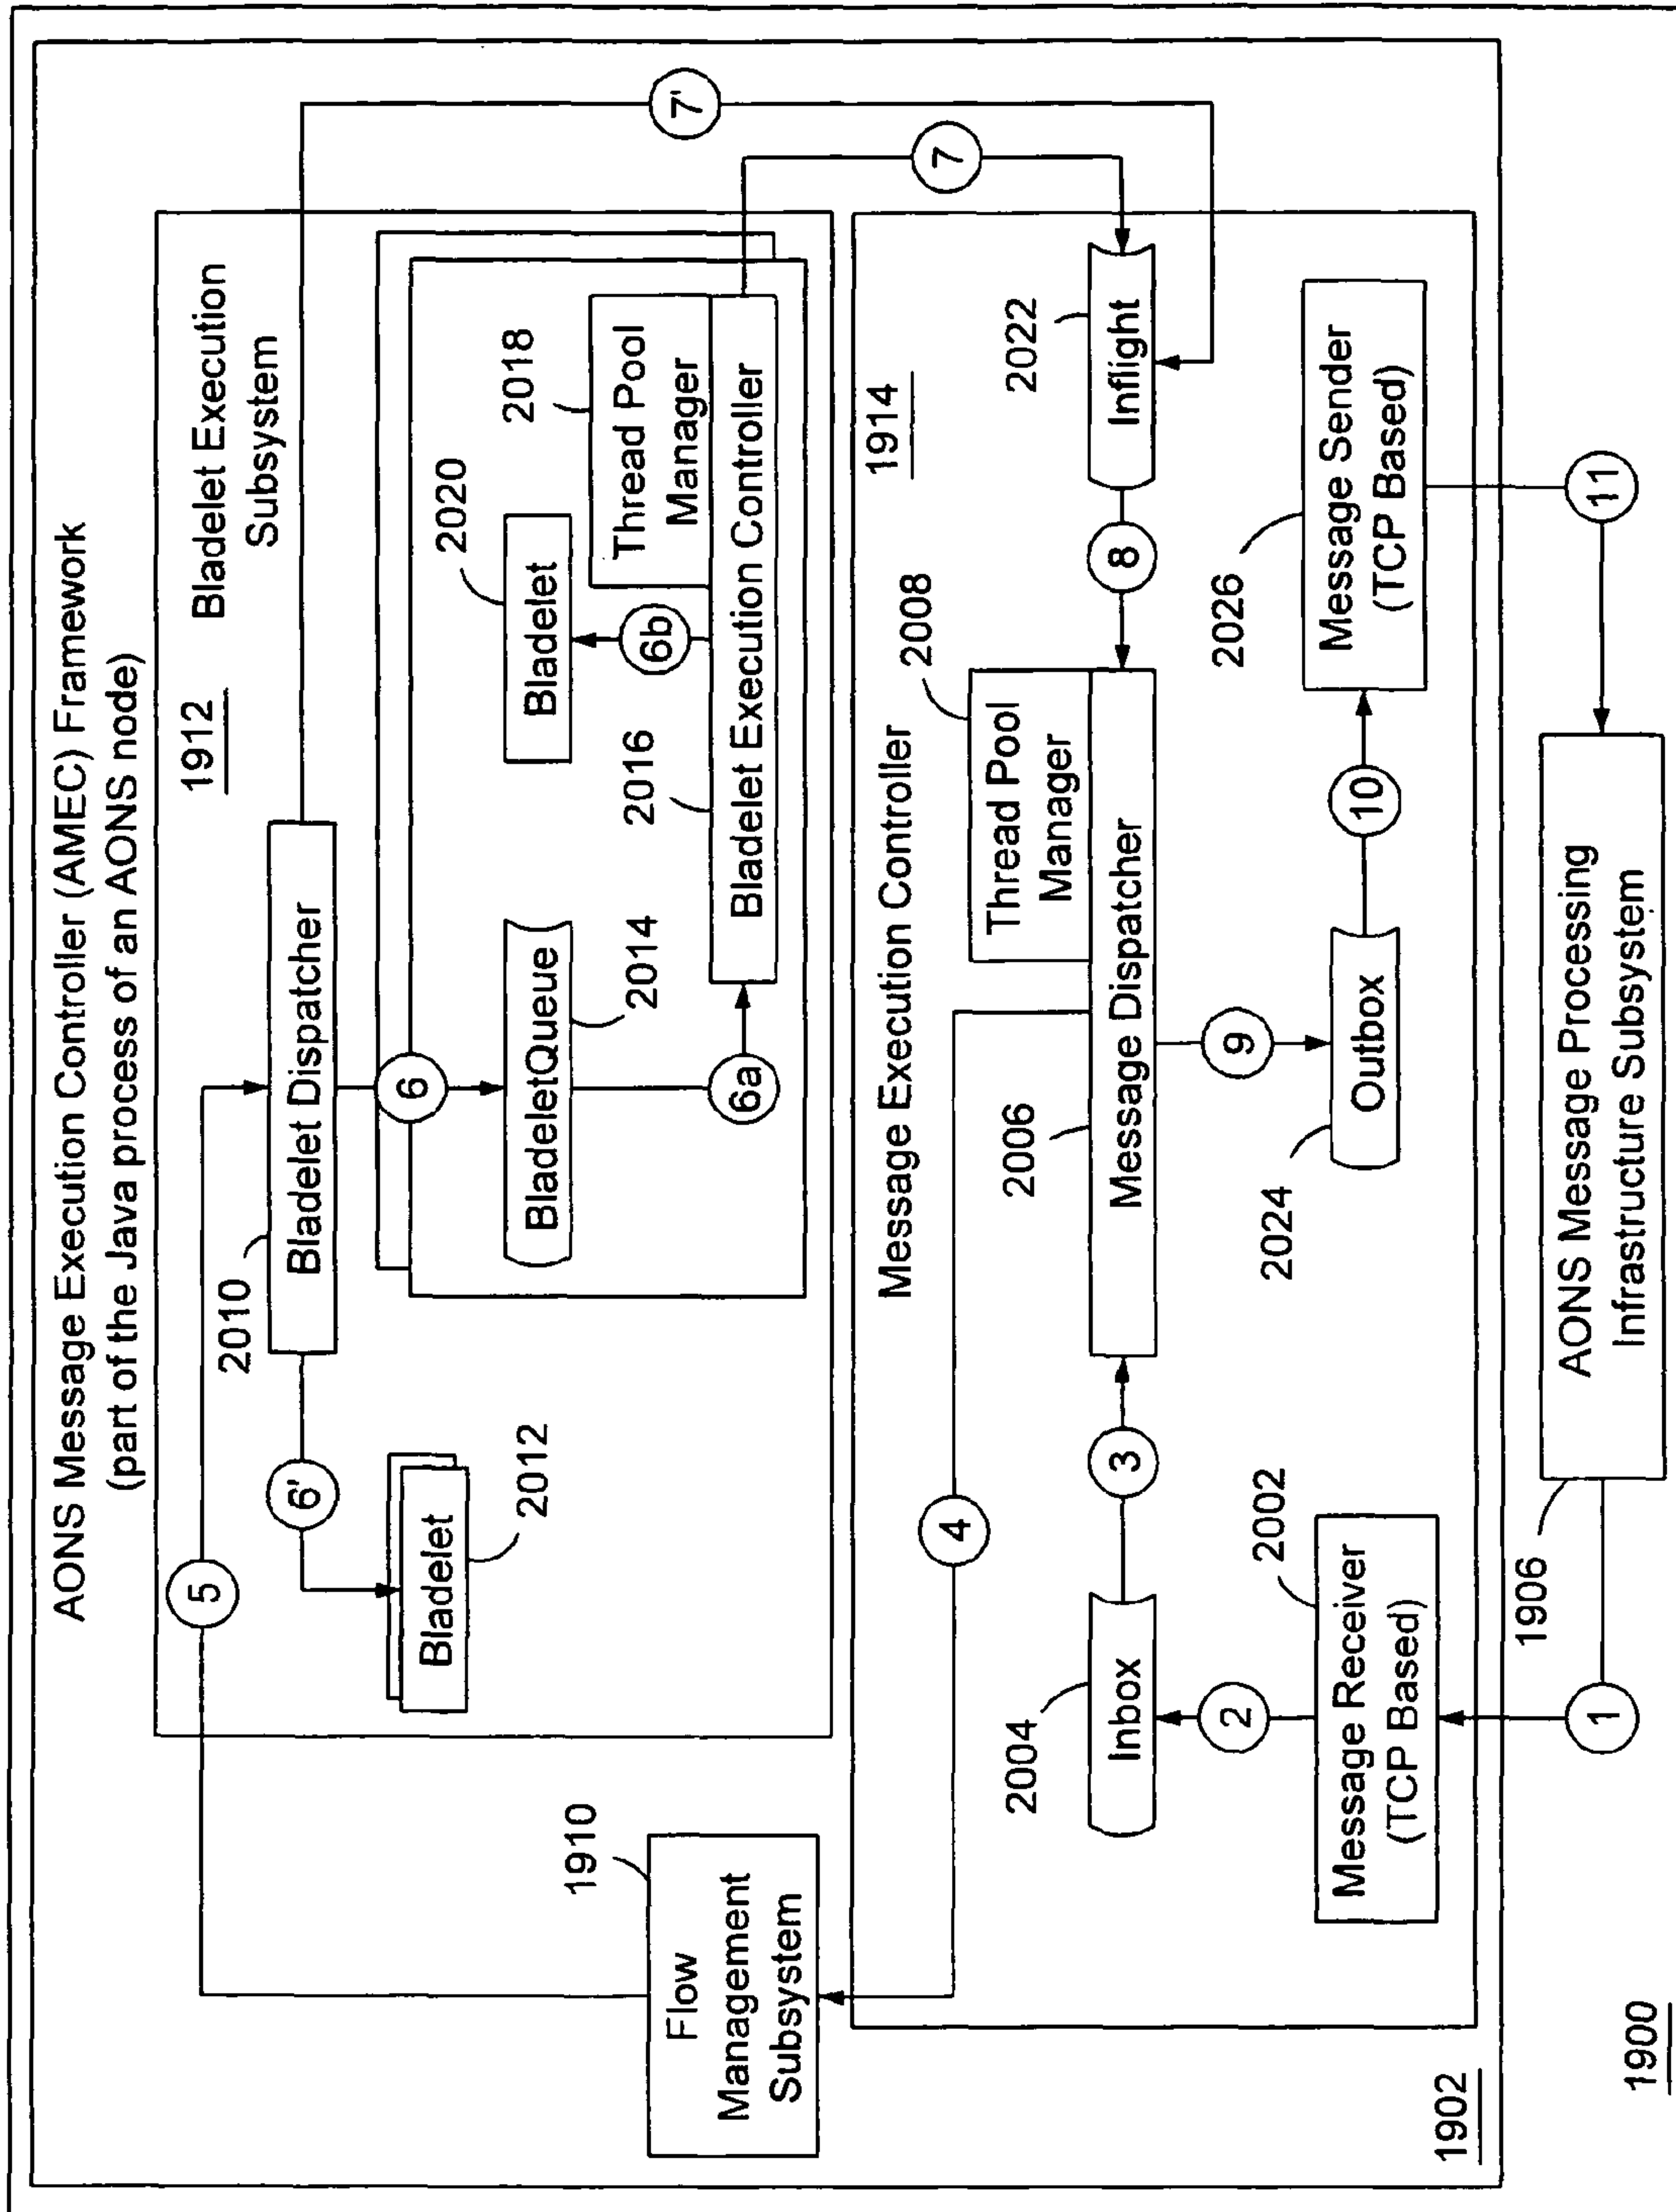 AONS Message Execution Controller (AMEC) Framework
(part of the Java process of an AONS node)
1912
Bladelet Execution
Subsystem
5
2010
Bladelet Dispatcher
6'
7'
Bladelet
2012
6
BladeletQueue
2014
6a
2020
Bladelet
6b
2018
Thread Pool
Manager
2016
Bladelet Execution Controller
7
1910
Flow
Management
Subsystem
Message Execution Controller
1914
4
2008
Thread Pool
Manager
2006
Message Dispatcher
2004
Inbox
3
8
2022
Inflight
2
9
2002
Message Receiver
(TCP Based)
2024
Outbox
10
2026
Message Sender
(TCP Based)
1902
1
1906
AONS Message Processing
Infrastructure Subsystem
11
1900